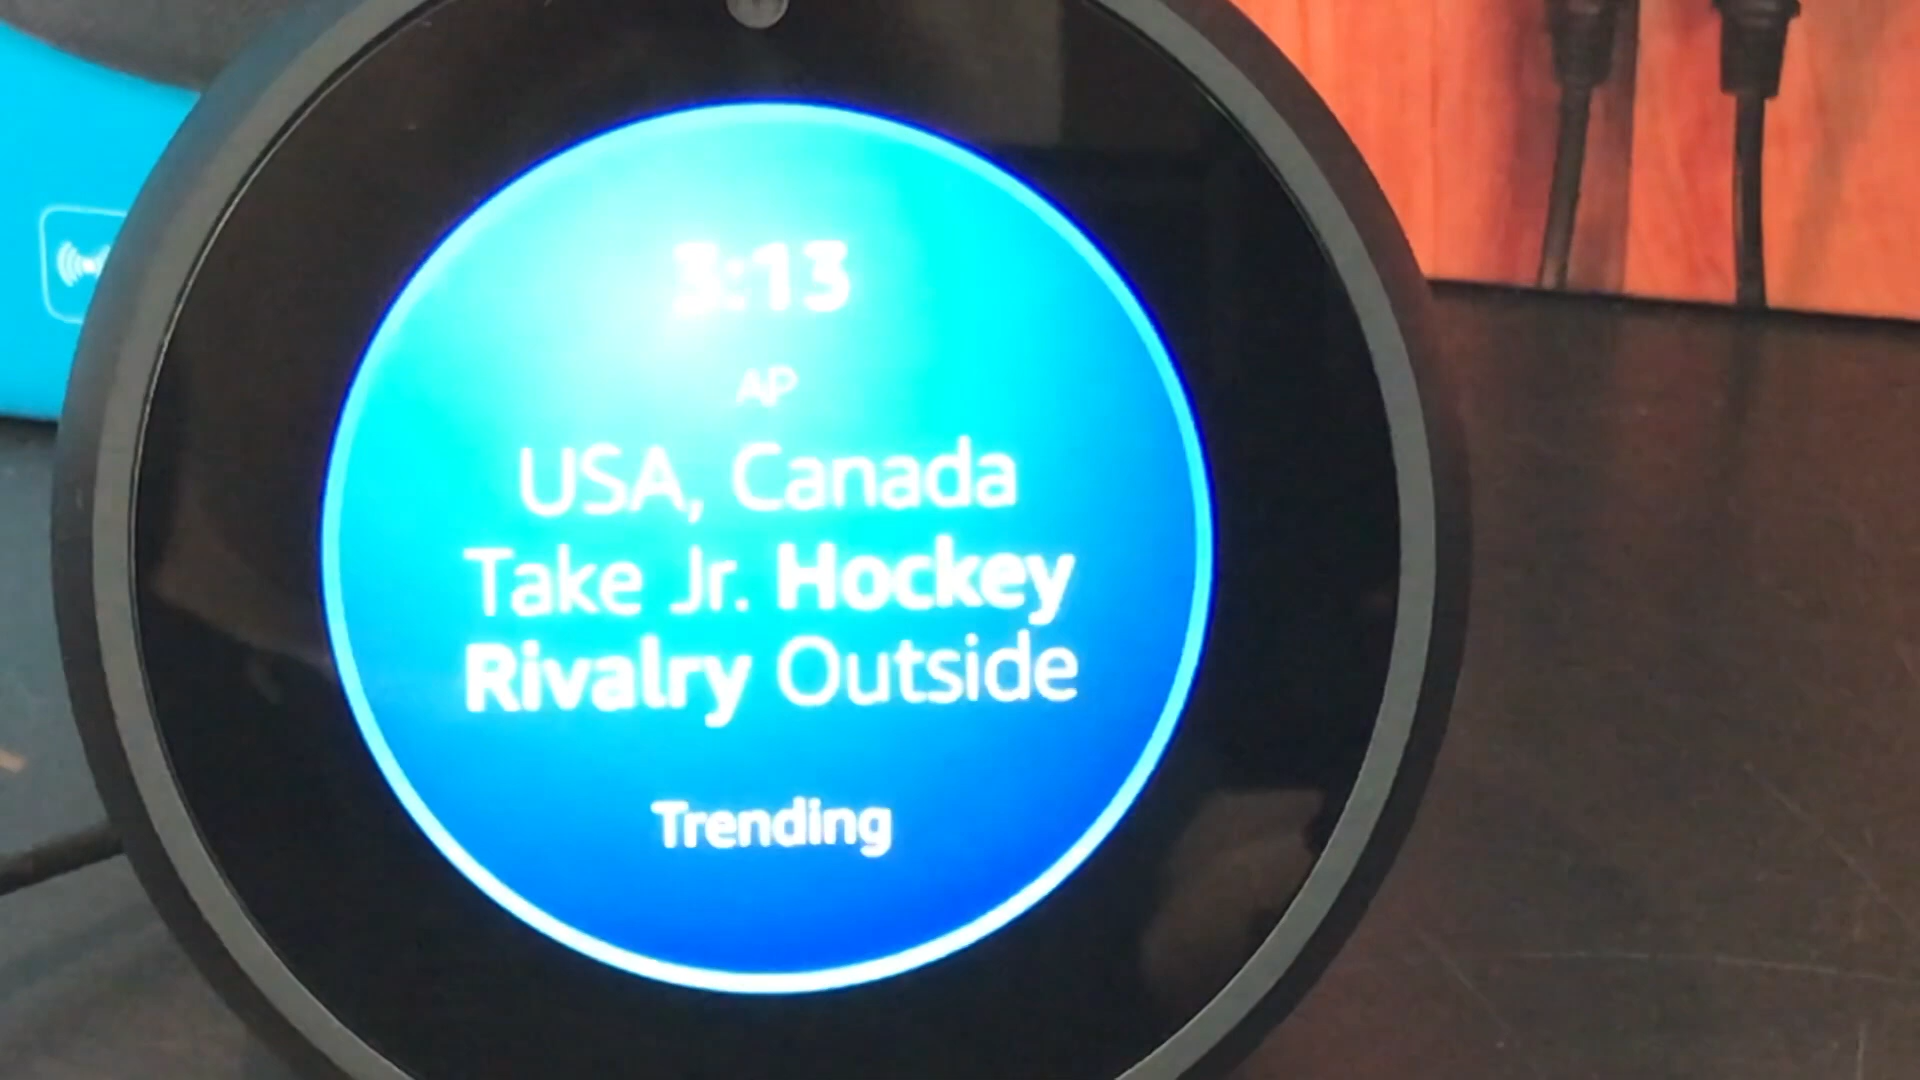 3:13
AP
USA, Canada
Take Jr. Hockey
Rivalry Outside
Trending